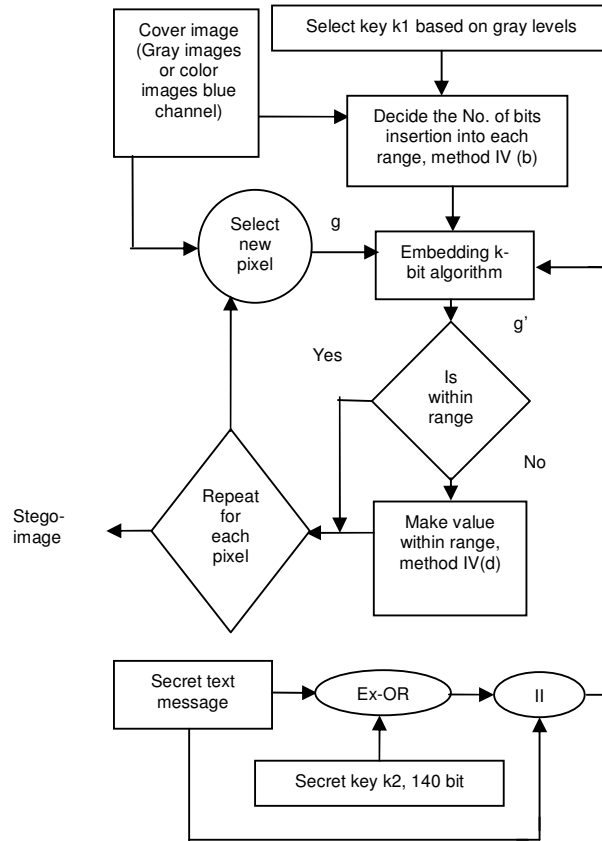 Cover image
(Gray images
or color
images blue
channel)
Select key k1 based on gray levels
Decide the No. of bits
insertion into each
range, method IV (b)
Select
new
pixel
g
Embedding k-
bit algorithm
g'
Yes
Is
within
range
No
Repeat
for
each
pixel
Stego-
image
Make value
within range,
method IV(d)
Secret text
message
Ex-OR
II
Secret key k2, 140 bit